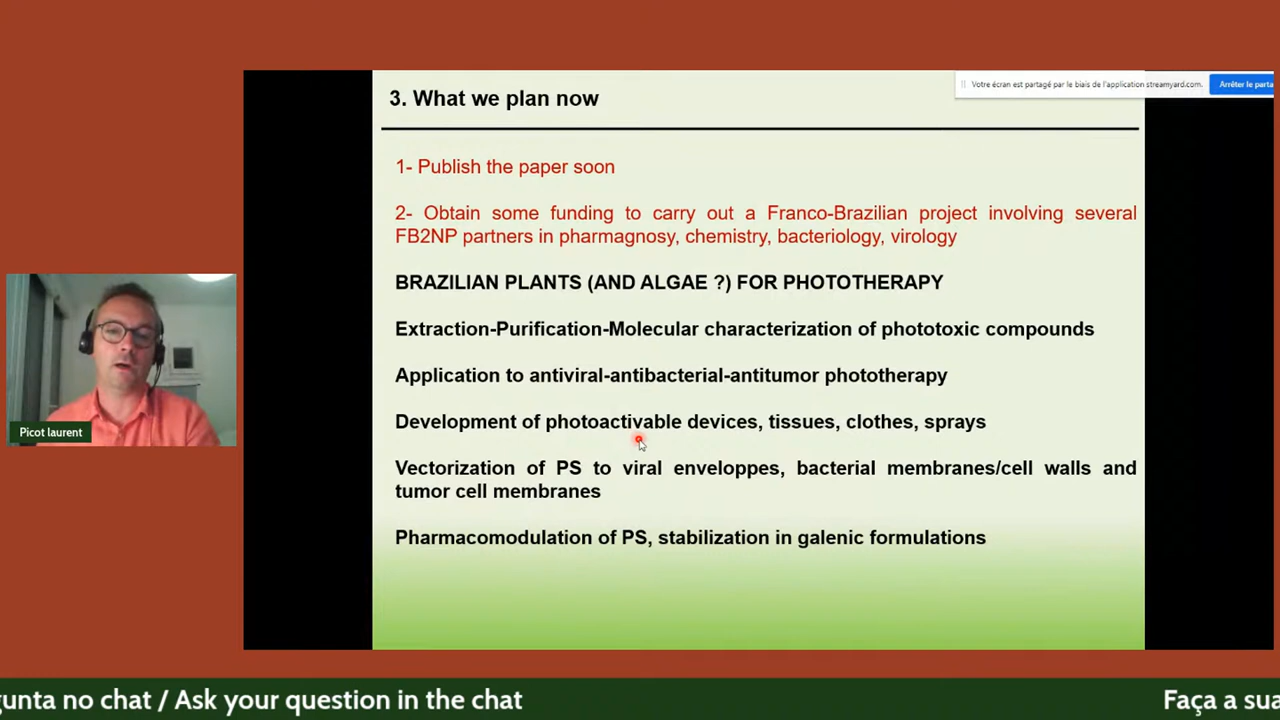 3. What we plan now
Votre écran est partagé par le biais de l'application streamyard.com.
Arrêter le parta
1- Publish the paper soon
2- Obtain some funding to carry out a Franco-Brazilian project involving several
FB2NP partners in pharmagnosy, chemistry, bacteriology, virology
BRAZILIAN PLANTS (AND ALGAE ?) FOR PHOTOTHERAPY
Extraction-Purification-Molecular characterization of phototoxic compounds
Application to antiviral-antibacterial-antitumor phototherapy
Development of photoactivable devices, tissues, clothes, sprays
Vectorization of PS to viral enveloppes, bacterial membranes/cell walls and
tumor cell membranes
Pharmacomodulation of PS, stabilization in galenic formulations
Picot laurent
gunta no chat / Ask your question in the chat
Faça a sua